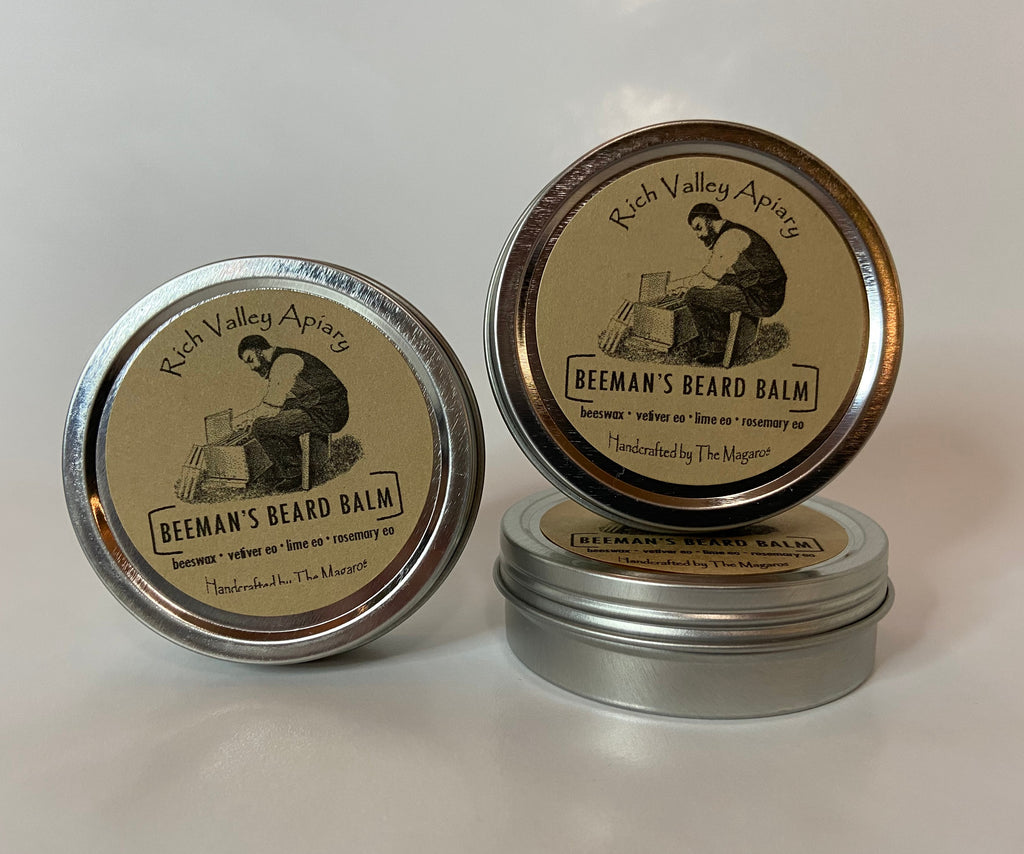 Rich Valley Apiary
BEEMAN'S BEARD BALM
beeswax • vetiver eo • lime eo • rosemary eo
Handcrafted by The Magaros
Rich Valley Apiary
BEEMAN'S BEARD BALM
beeswax • vetiver eo • lime eo • rosemary eo
Handcrafted by The Magaros
BEEMAN'S BEARD BALM
beeswax • vetiver eo • lime eo • rosemary eo
Handcrafted by The Magaros